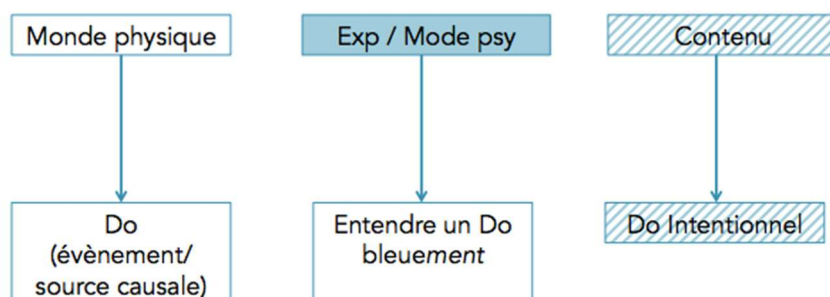 Monde physique
Exp / Mode psy
Contenu
Do
(évènement/
source causale)
Entendre un Do
bleuement
Do Intentionnel